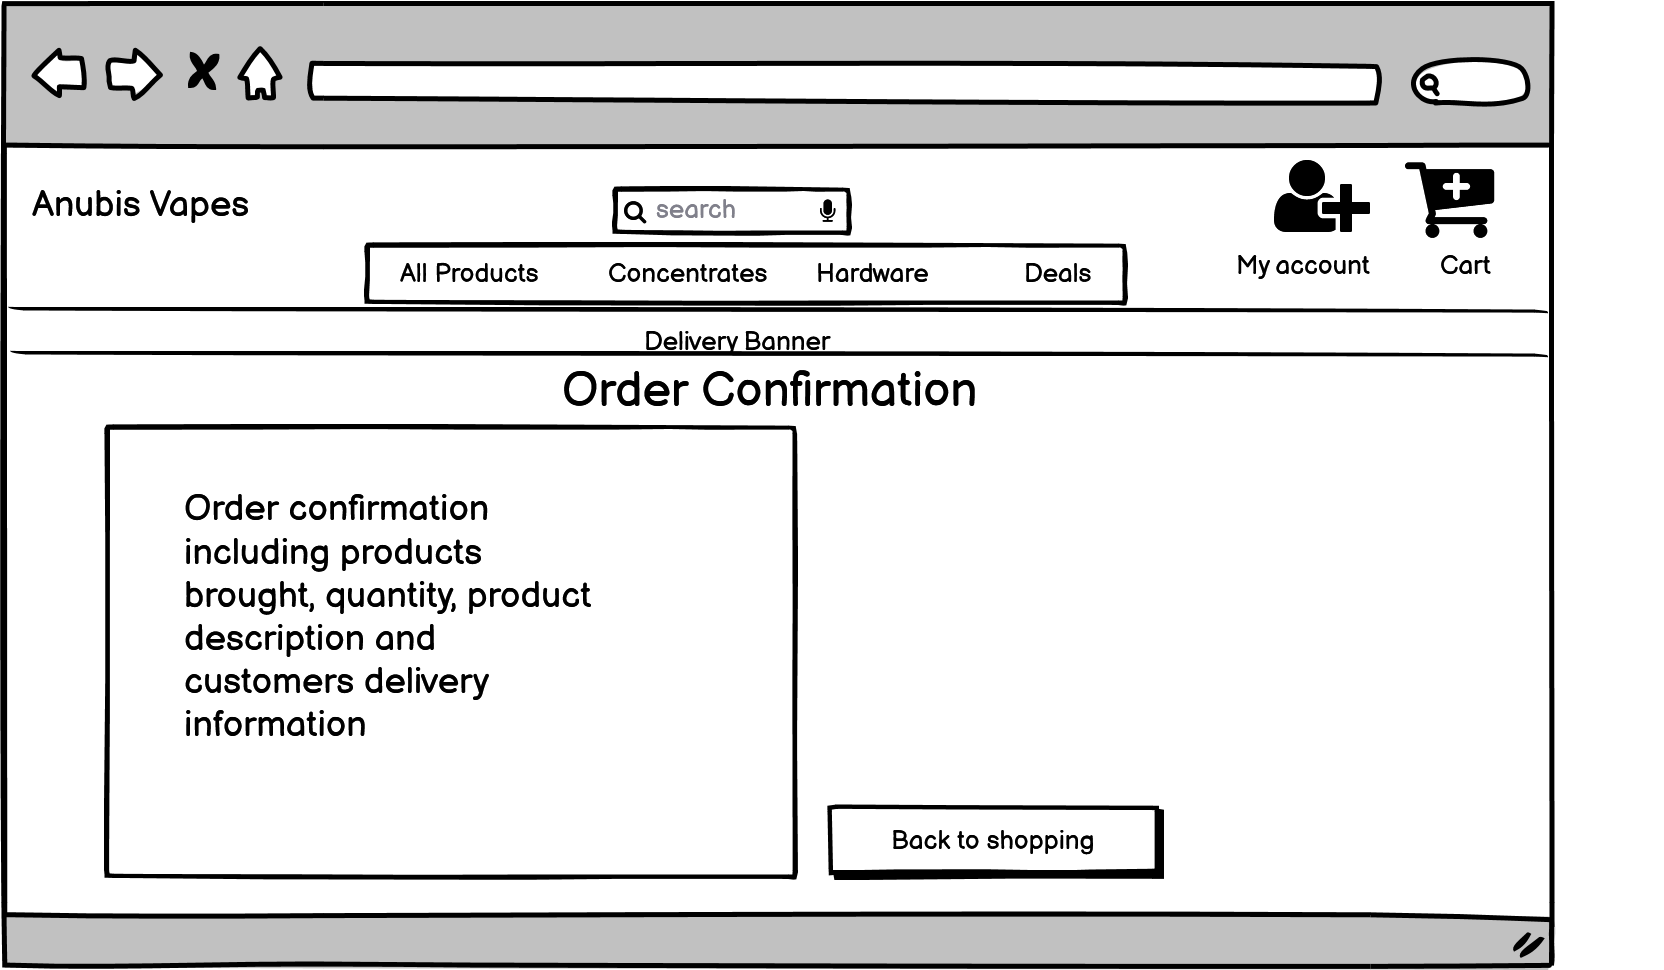 Anubis Vapes
search
My account
Cart
All Products Concentrates Hardware Deals
Delivery Banner
Order Confirmation
Order confirmation
including products
brought, quantity, product
description and
customers delivery
information
Back to shopping